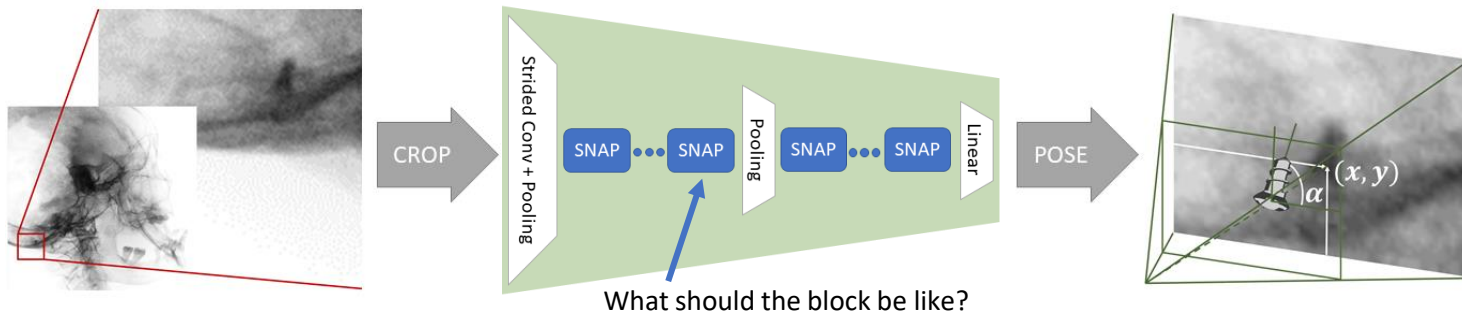 CROP
Strided Conv + Pooling
SNAP
SNAP
Pooling
SNAP
SNAP
Linear
POSE
(x, y)
α
What should the block be like?